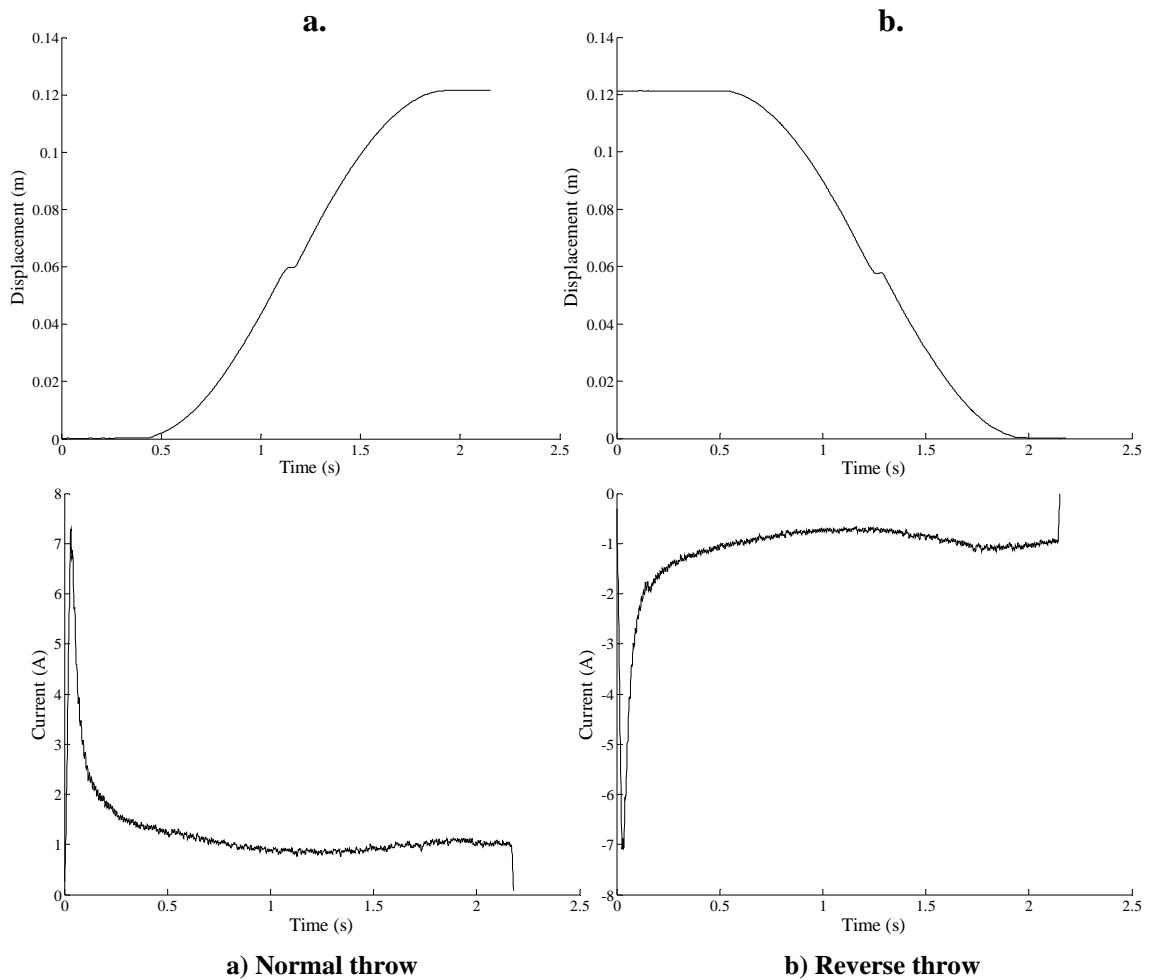 a.
b.
0.14
0.12
0.1
0.08
0.06
0.04
0.02
0
Displacement (m)
0 0.5 1 1.5 2 2.5
Time (s)
0.14
0.12
0.1
0.08
0.06
0.04
0.02
0
Displacement (m)
0 0.5 1 1.5 2 2.5
Time (s)
8
7
6
5
4
3
2
1
0
Current (A)
0 0.5 1 1.5 2 2.5
Time (s)
0
-1
-2
-3
-4
-5
-6
-7
-8
Current (A)
0 0.5 1 1.5 2 2.5
Time (s)
a) Normal throw
b) Reverse throw